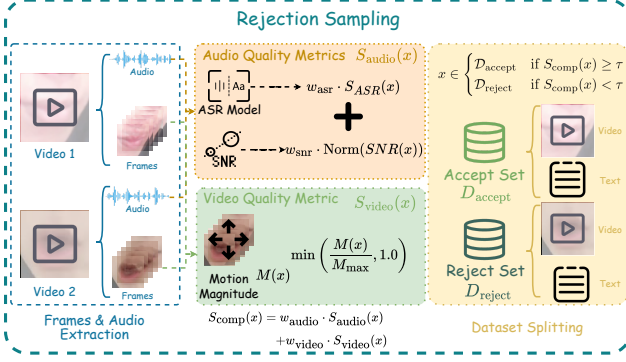 Rejection Sampling
Audio
Video 1
Frames
Audio
Video 2
Frames
Frames & Audio
Extraction
Audio Quality Metrics S_audio(x)
Aa
ASR Model
w_asr · S_ASR(x)
+
SNR
w_snr · Norm(SNR(x))
Video Quality Metric S_video(x)
Motion
Magnitude
M(x)
min(M(x)/M_max, 1.0)
S_comp(x) = w_audio · S_audio(x)
+w_video · S_video(x)
x ∈ { D_accept if S_comp(x) ≥ τ
D_reject if S_comp(x) < τ
Video
Accept Set
D_accept
Text
Video
Reject Set
D_reject
Text
Dataset Splitting